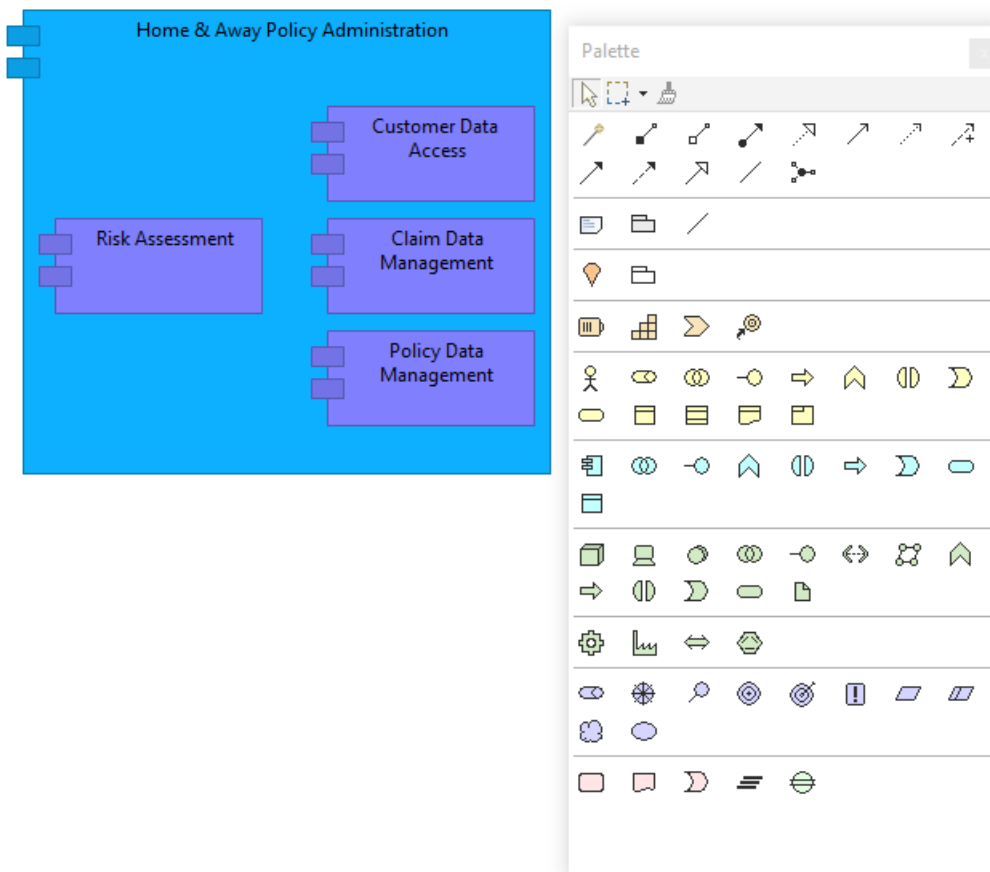 Home & Away Policy Administration
Customer Data
Access
Risk Assessment
Claim Data
Management
Policy Data
Management
Palette